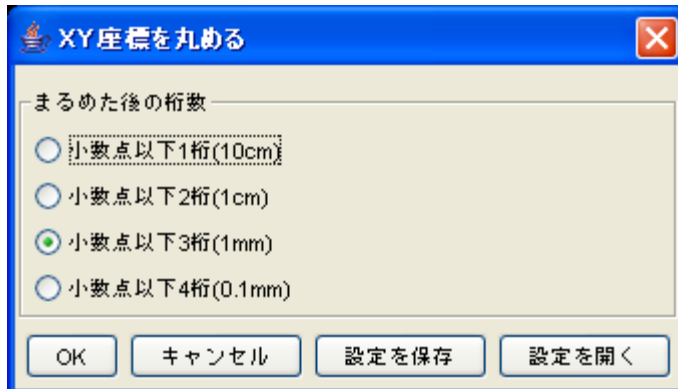 XY座標を丸める
まるめた後の桁数
小数点以下1桁(10cm)
小数点以下2桁(1cm)
小数点以下3桁(1mm)
小数点以下4桁(0.1mm)
OK キャンセル 設定を保存 設定を開く